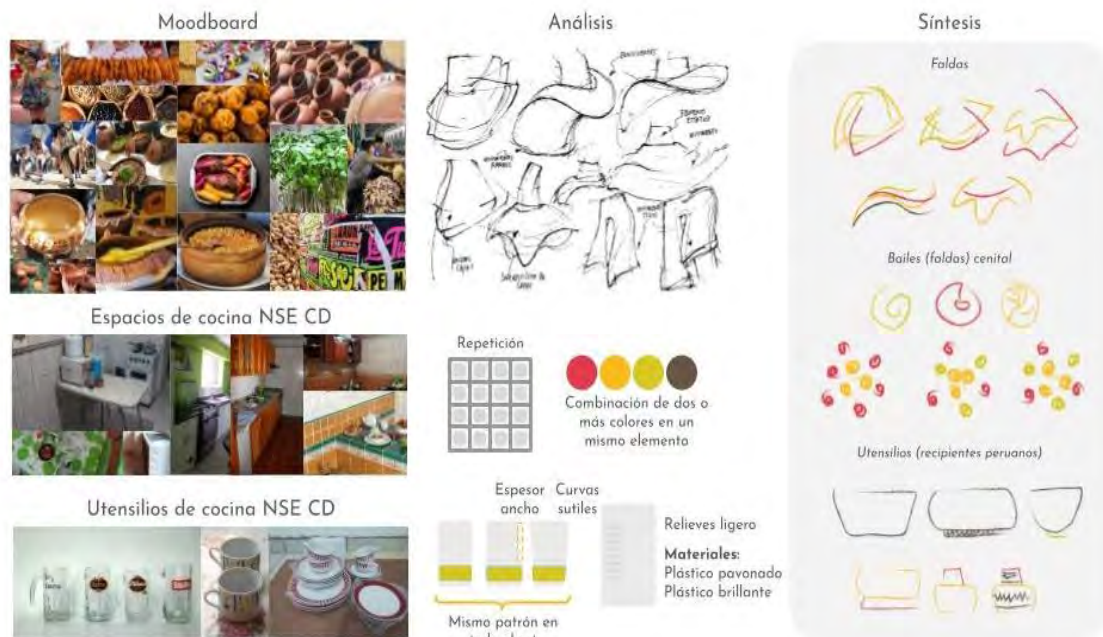 Moodboard
Espacios de cocina NSE CD
Utensilios de cocina NSE CD
Análisis
Repetición
Combinación de dos o
más colores en un
mismo elemento
Espesor
ancho
Curvas
sutiles
Mismo patrón en
Relieves ligero
Materiales:
Plástico pavonado
Plástico brillante
Síntesis
Faldas
Bailes (faldas) cenital
Utensilios (recipientes peruanos)